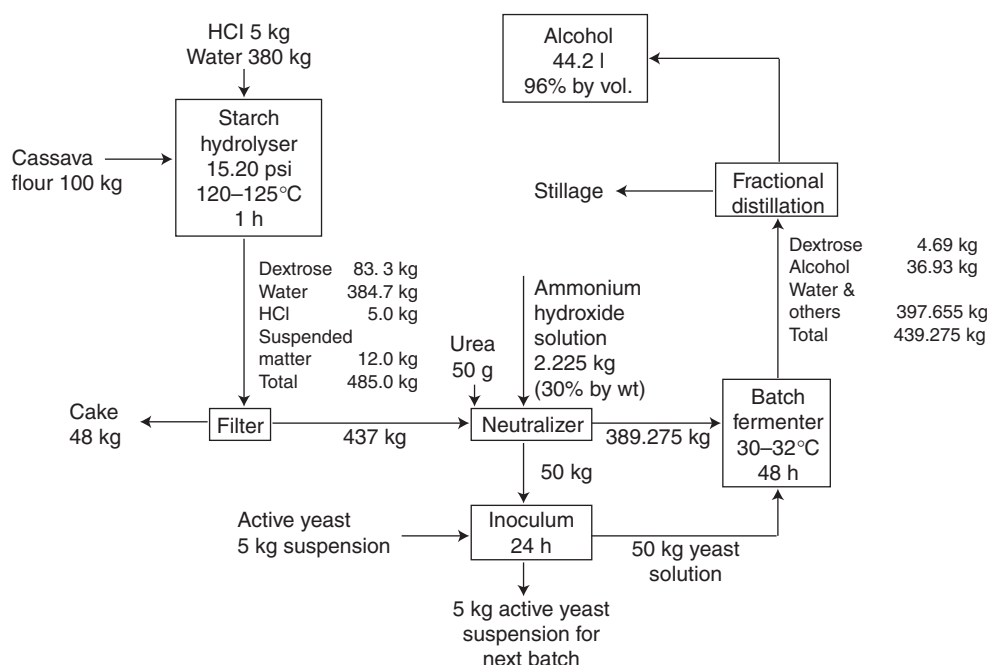 HCl 5 kg
Water 380 kg
Alcohol
44.2 l
96% by vol.
Starch
hydrolyser
15.20 psi
120–125°C
1 h
Cassava
flour 100 kg
Stillage
Fractional
distillation
Dextrose 83. 3 kg
Water 384.7 kg
HCl 5.0 kg
Suspended
matter 12.0 kg
Total 485.0 kg
Ammonium
hydroxide
solution
2.225 kg
(30% by wt)
Urea
50 g
Dextrose 4.69 kg
Alcohol 36.93 kg
Water &
others 397.655 kg
Total 439.275 kg
Cake
48 kg
Filter
437 kg
Neutralizer
389.275 kg
Batch
fermenter
30–32°C
48 h
50 kg
Active yeast
5 kg suspension
Inoculum
24 h
50 kg yeast
solution
5 kg active yeast
suspension for
next batch